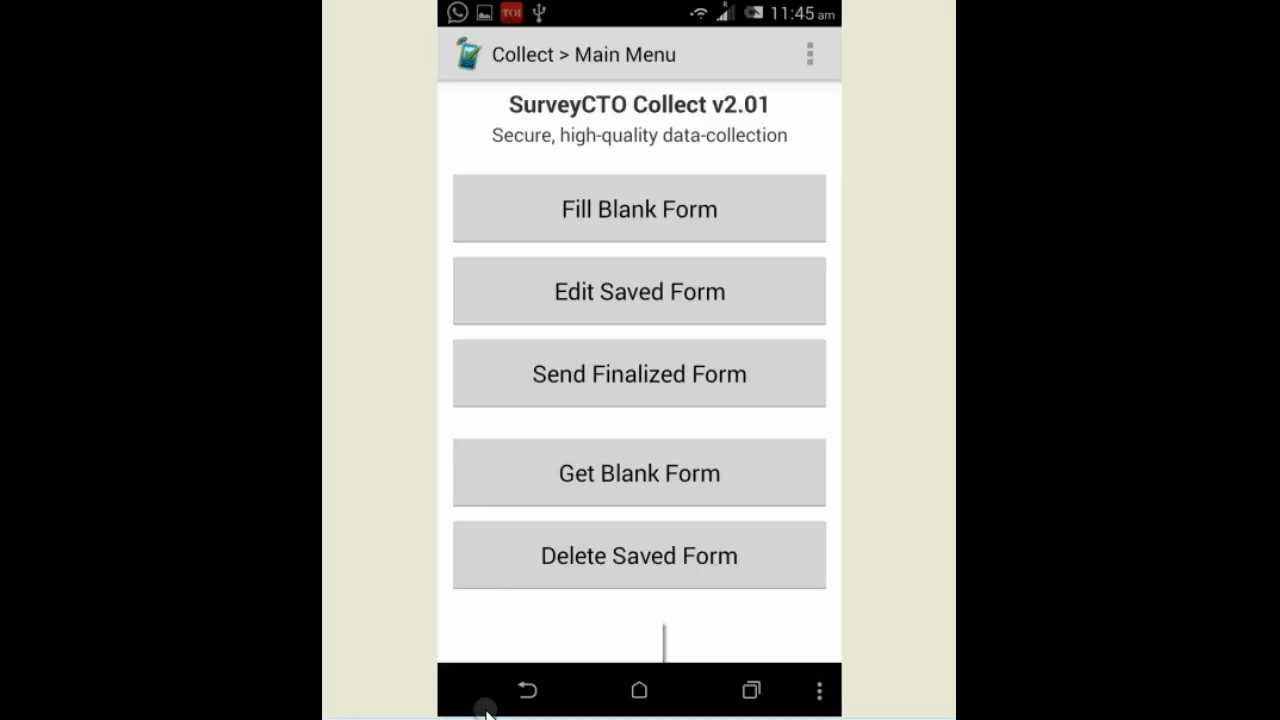 TOI
R
11:45 am
Collect > Main Menu
SurveyCTO Collect v2.01
Secure, high-quality data-collection
Fill Blank Form
Edit Saved Form
Send Finalized Form
Get Blank Form
Delete Saved Form